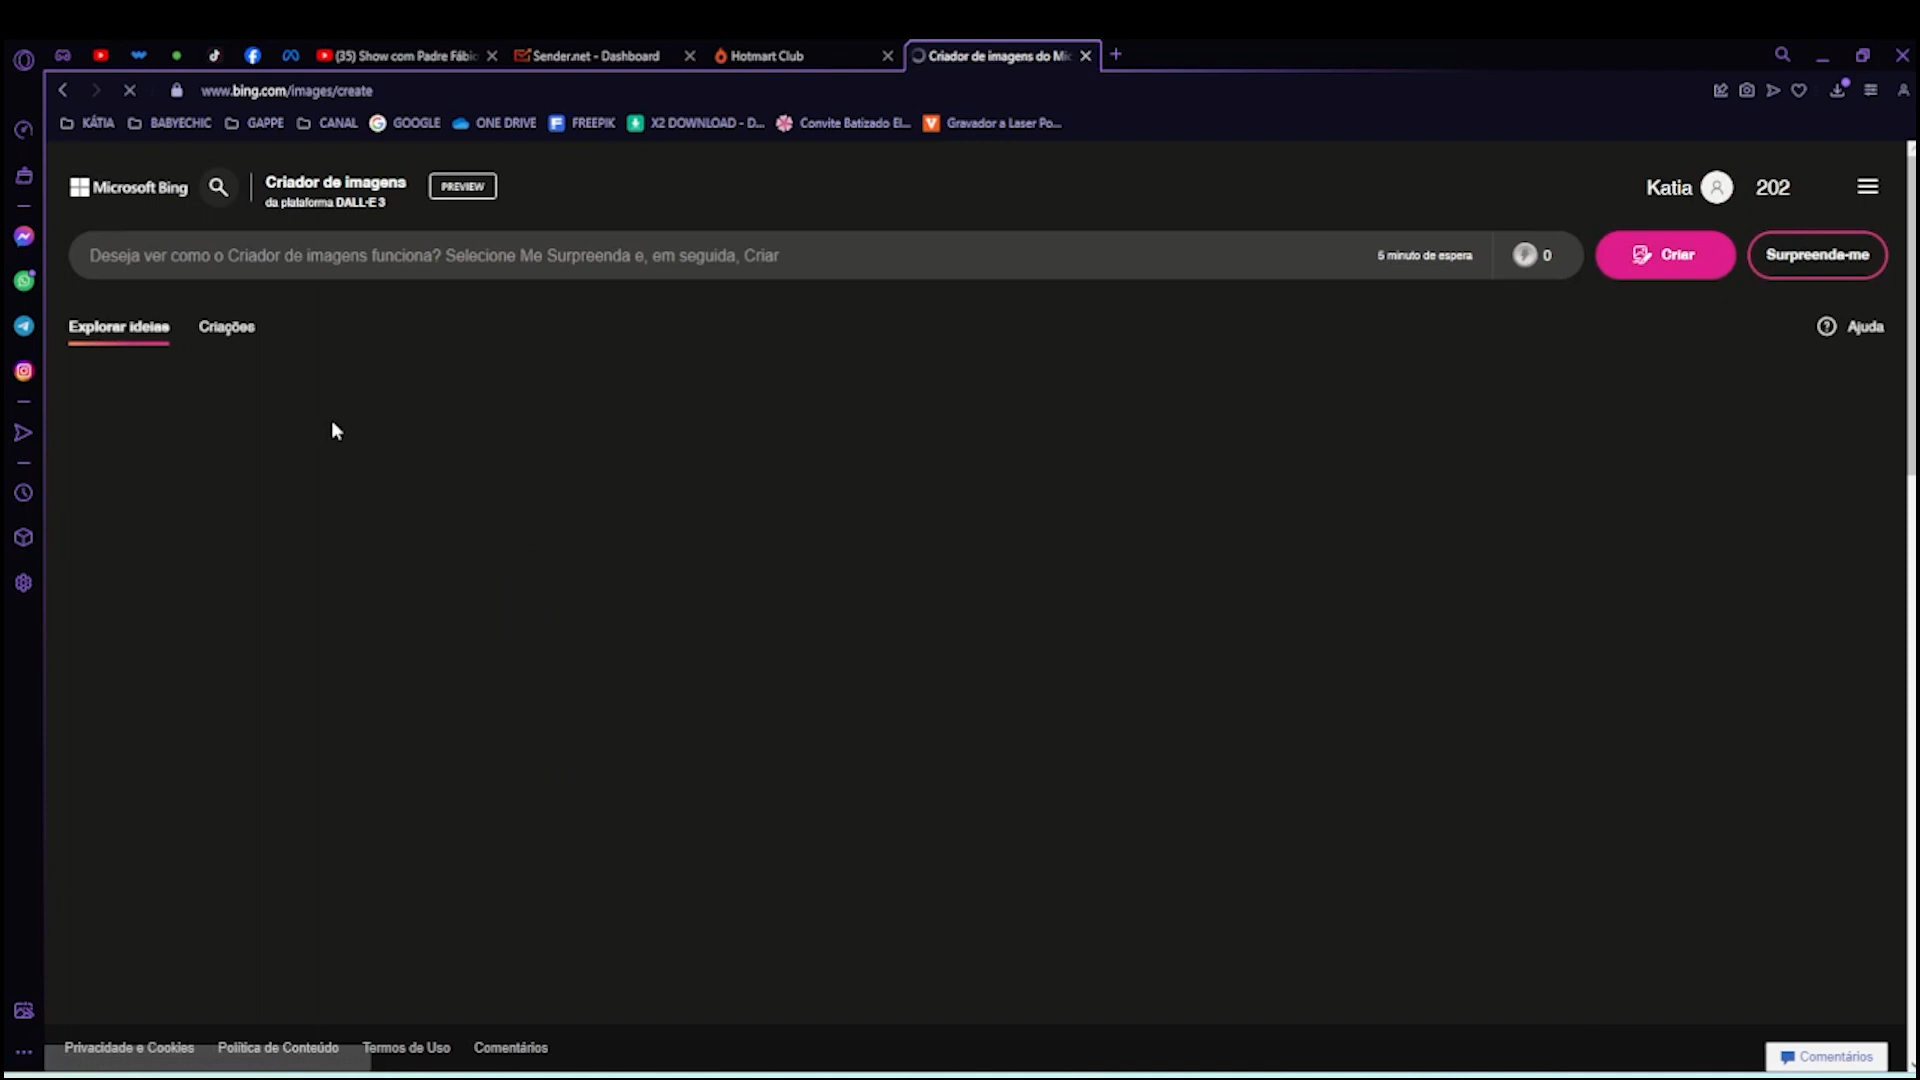 (35) Show com Padre Fábio
Sender.net - Dashboard
Hotmart Club
Criador de imagens do Mic
www.bing.com/images/create
KÁTIA
BABYECHIC
GAPPE
CANAL
GOOGLE
ONE DRIVE
FREEPIK
X2 DOWNLOAD - D...
Convite Batizado El...
Gravador a Laser Po...
Microsoft Bing
Criador de imagens
da plataforma DALL·E 3
PREVIEW
Katia
202
Deseja ver como o Criador de imagens funciona? Selecione Me Surpreenda e, em seguida, Criar
5 minuto de espera
0
Criar
Surpreenda-me
Explorar ideias
Criações
Ajuda
Privacidade e Cookies
Política de Conteúdo
Termos de Uso
Comentários
Comentários